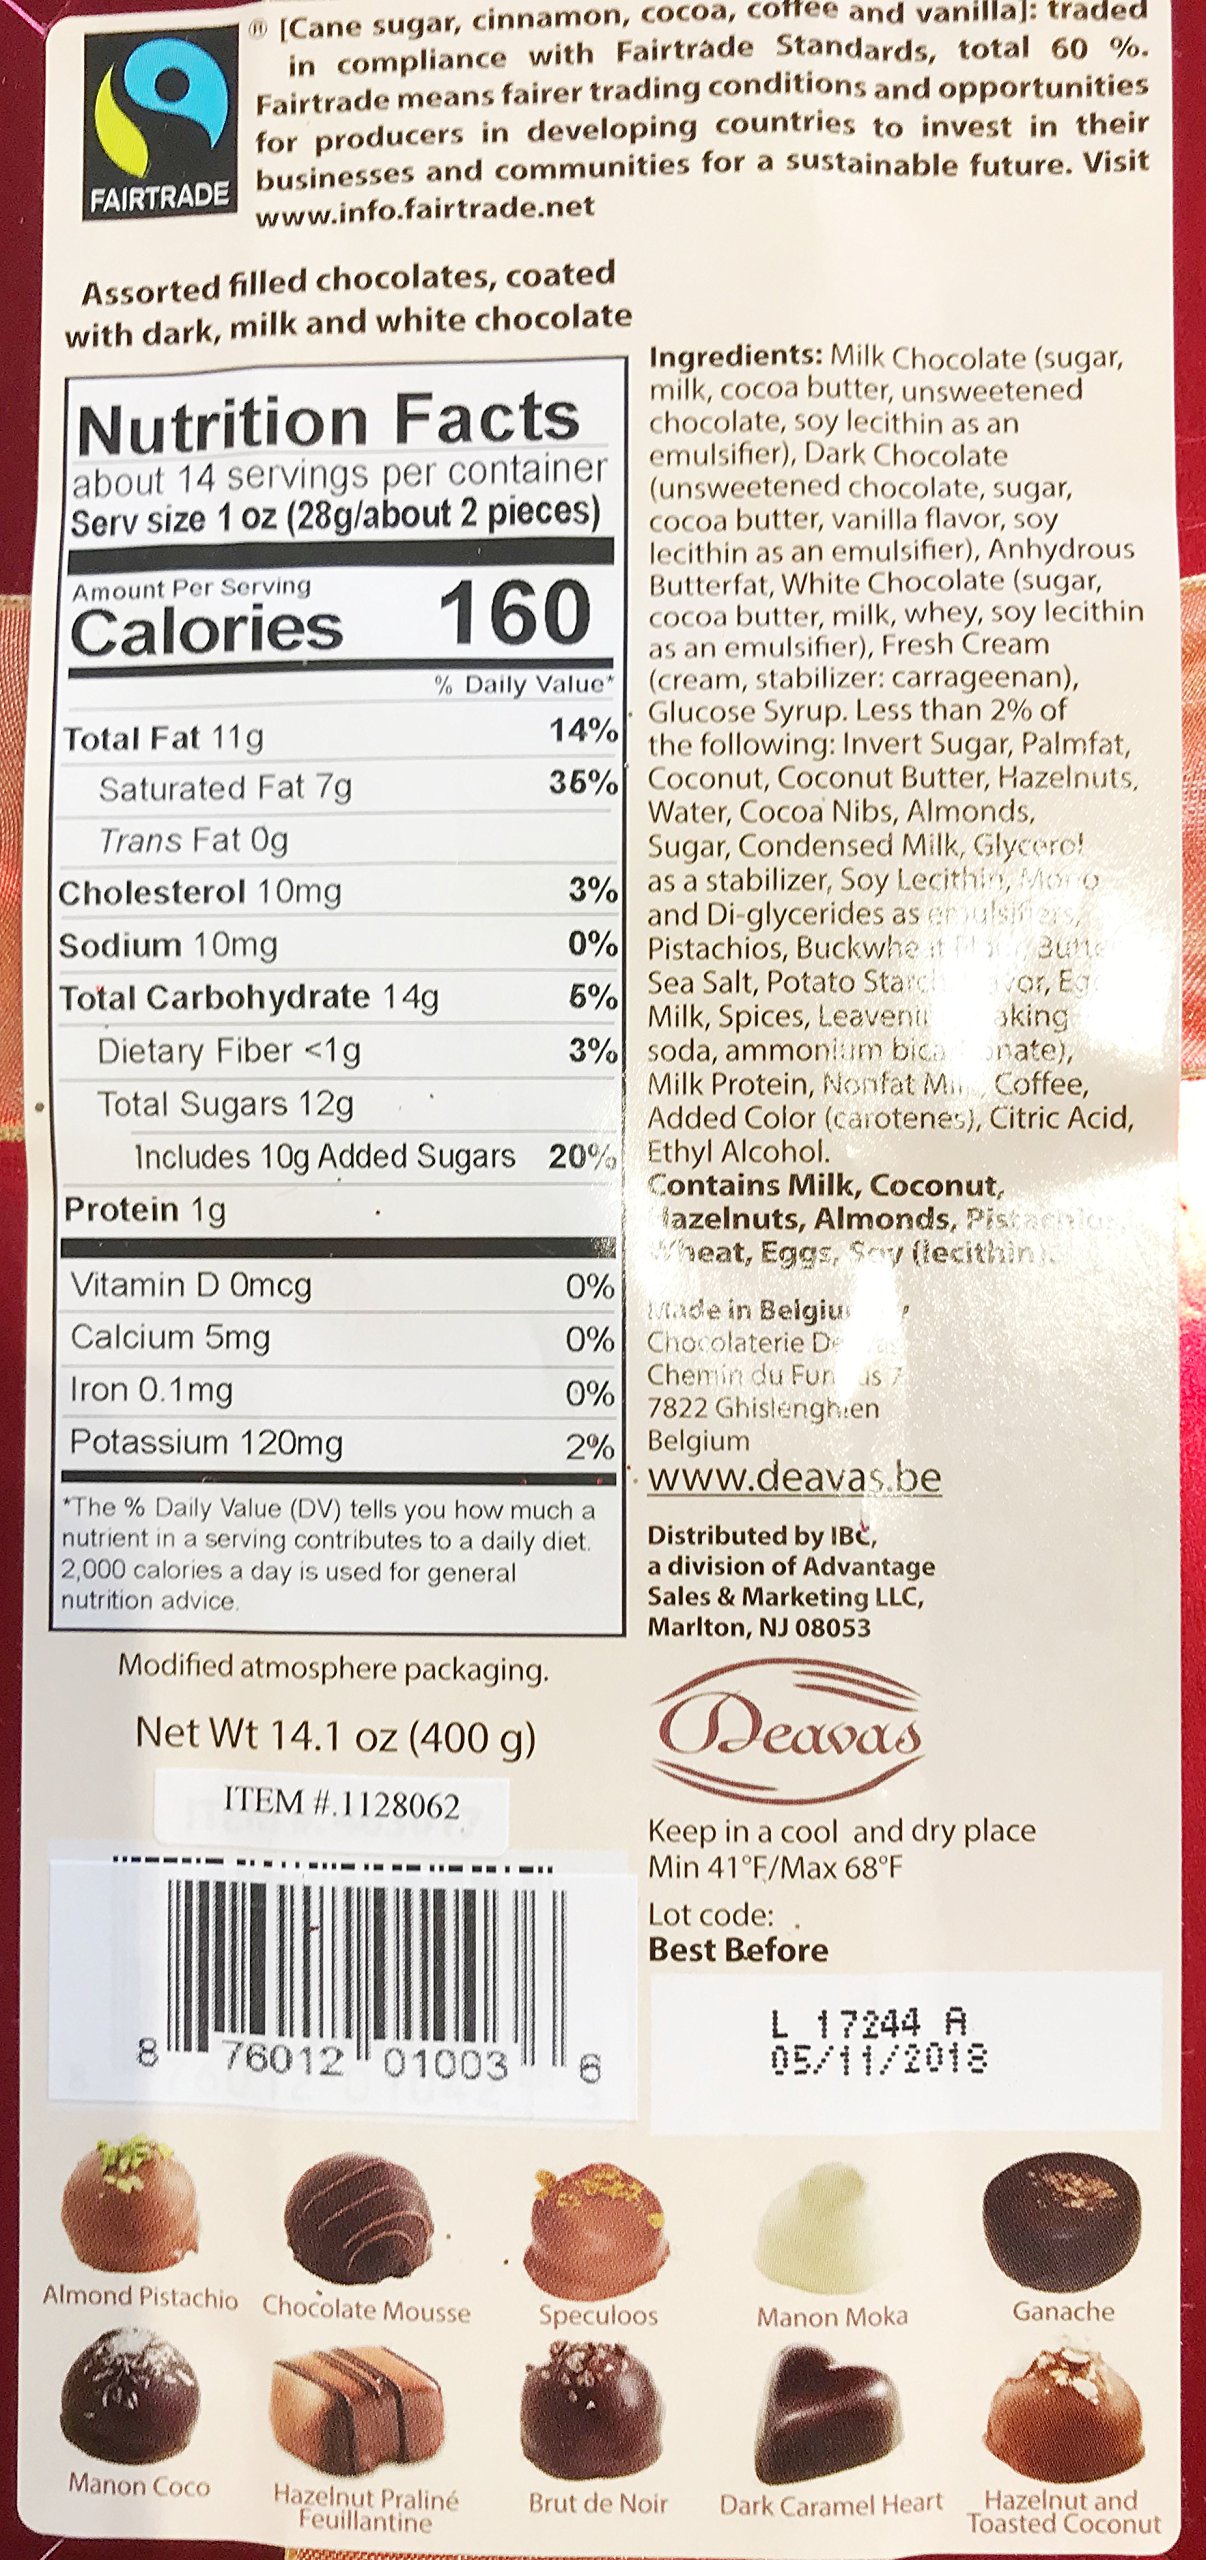 ® [Cane sugar, cinnamon, cocoa, coffee and vanilla]: traded
in compliance with Fairtrade Standards, total 60 %.
Fairtrade means fairer trading conditions and opportunities
for producers in developing countries to invest in their
businesses and communities for a sustainable future. Visit
www.info.fairtrade.net
FAIRTRADE
Assorted filled chocolates, coated
with dark, milk and white chocolate
Nutrition Facts
about 14 servings per container
Serv size 1 oz (28g/about 2 pieces)
Amount Per Serving
Calories 160
% Daily Value*
Total Fat 11g 14%
Saturated Fat 7g 35%
Trans Fat 0g
Cholesterol 10mg 3%
Sodium 10mg 0%
Total Carbohydrate 14g 5%
Dietary Fiber <1g 3%
Total Sugars 12g
Includes 10g Added Sugars 20%
Protein 1g
Vitamin D 0mcg 0%
Calcium 5mg 0%
Iron 0.1mg 0%
Potassium 120mg 2%
*The % Daily Value (DV) tells you how much a
nutrient in a serving contributes to a daily diet.
2,000 calories a day is used for general
nutrition advice.
Ingredients: Milk Chocolate (sugar,
milk, cocoa butter, unsweetened
chocolate, soy lecithin as an
emulsifier), Dark Chocolate
(unsweetened chocolate, sugar,
cocoa butter, vanilla flavor, soy
lecithin as an emulsifier), Anhydrous
Butterfat, White Chocolate (sugar,
cocoa butter, milk, whey, soy lecithin
as an emulsifier), Fresh Cream
(cream, stabilizer: carrageenan),
Glucose Syrup. Less than 2% of
the following: Invert Sugar, Palmfat,
Coconut, Coconut Butter, Hazelnuts,
Water, Cocoa Nibs, Almonds,
Sugar, Condensed Milk, Glycerol
as a stabilizer, Soy Lecithin, Mono
and Di-glycerides as emulsifiers,
Pistachios,
Sea Salt, Potato
Milk, Spices,
soda, ammonium
Milk Protein, Nonfat Coffee,
Added Color (carotenes), Citric Acid,
Ethyl Alcohol.
Contains Milk, Coconut,
Hazelnuts, Almonds, Pistachios,
Wheat, Eggs, Soy (lecithin).
Made in
Chocolaterie
Chemin du
7822 Ghislenghien
Belgium
www.deavas.be
Distributed by IBC,
a division of Advantage
Sales & Marketing LLC,
Marlton, NJ 08053
Modified atmosphere packaging.
Net Wt 14.1 oz (400 g)
ITEM #.1128062
8 76012 01003 6
Deavas
Keep in a cool and dry place
Min 41°F/Max 68°F
Lot code:
Best Before
L 17244 A
05/11/2018
Almond Pistachio
Chocolate Mousse
Speculoos
Manon Moka
Ganache
Manon Coco
Hazelnut Praliné
Feuillantine
Brut de Noir
Dark Caramel Heart
Hazelnut and
Toasted Coconut